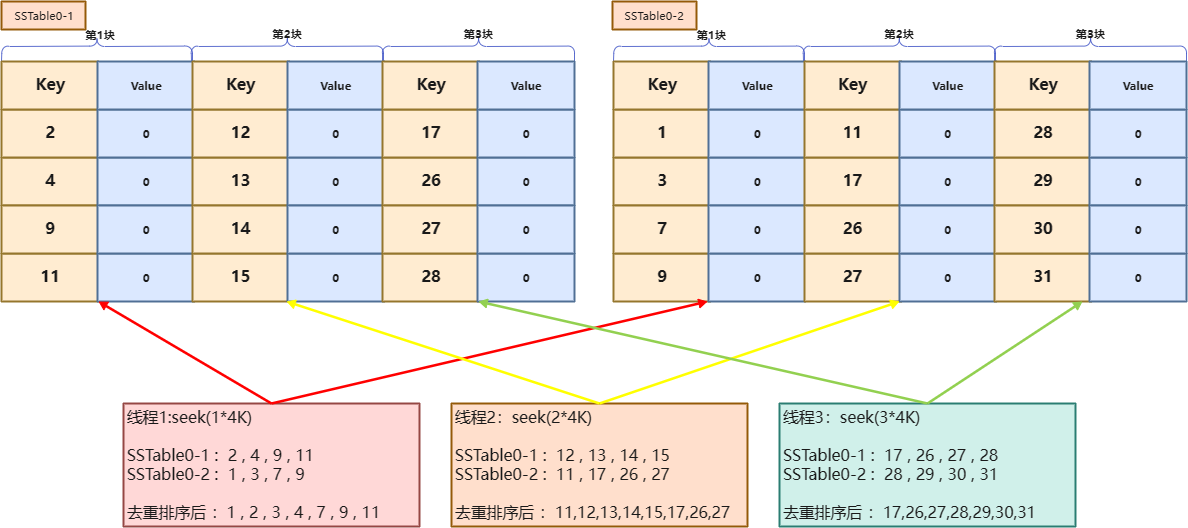 SSTable0-1
SSTable0-2
第1块 第2块 第3块 第1块 第2块 第3块
Key Value Key Value Key Value Key Value Key Value Key Value
2 0 12 0 17 0 1 0 11 0 28 0
4 0 13 0 26 0 3 0 17 0 29 0
9 0 14 0 27 0 7 0 26 0 30 0
11 0 15 0 28 0 9 0 27 0 31 0
线程1:seek(1*4K)
SSTable0-1： 2 , 4 , 9 , 11
SSTable0-2： 1 , 3 , 7 , 9
去重排序后： 1 , 2 , 3 , 4 , 7 , 9 , 11
线程2：seek(2*4K)
SSTable0-1： 12 , 13 , 14 , 15
SSTable0-2： 11 , 17 , 26 , 27
去重排序后： 11,12,13,14,15,17,26,27
线程3：seek(3*4K)
SSTable0-1： 17 , 26 , 27 , 28
SSTable0-2： 28 , 29 , 30 , 31
去重排序后： 17,26,27,28,29,30,31